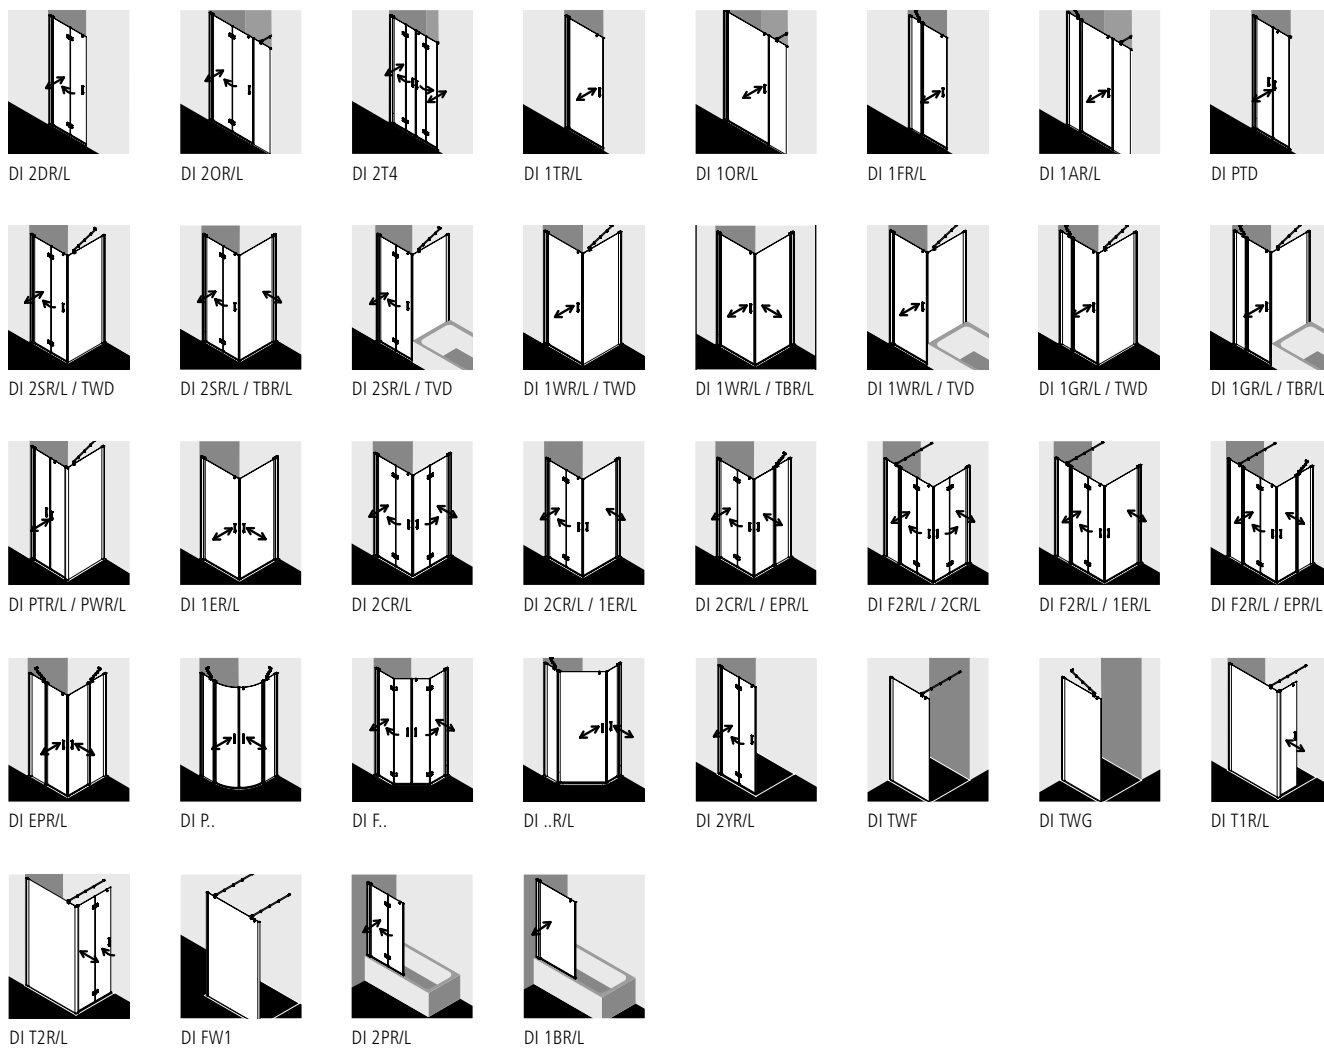 DI 2DR/L DI 2OR/L DI 2T4 DI 1TR/L DI 1OR/L DI 1FR/L DI 1AR/L DI PTD
DI 2SR/L / TWD DI 2SR/L / TBR/L DI 2SR/L / TVD DI 1WR/L / TWD DI 1WR/L / TBR/L DI 1WR/L / TVD DI 1GR/L / TWD DI 1GR/L / TBR/L
DI PTR/L / PWR/L DI 1ER/L DI 2CR/L DI 2CR/L / 1ER/L DI 2CR/L / EPR/L DI F2R/L / 2CR/L DI F2R/L / 1ER/L DI F2R/L / EPR/L
DI EPR/L DI P.. DI F.. DI ..R/L DI 2YR/L DI TWF DI TWG DI T1R/L
DI T2R/L DI FW1 DI 2PR/L DI 1BR/L